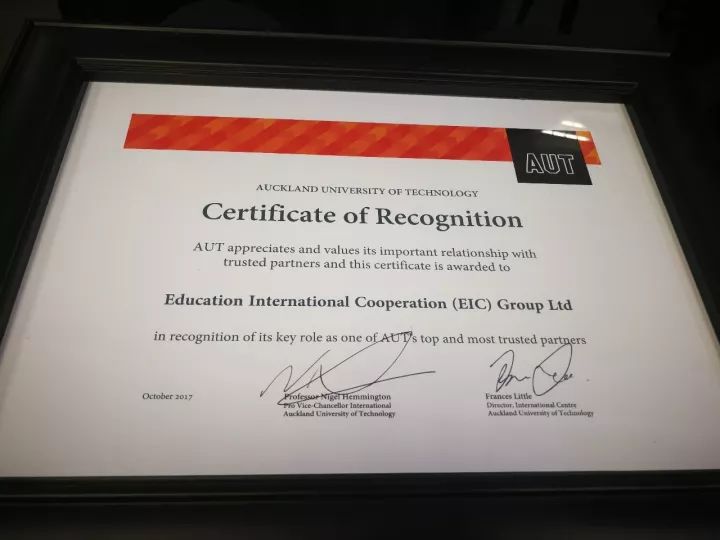 AUT
AUCKLAND UNIVERSITY OF TECHNOLOGY
Certificate of Recognition
AUT appreciates and values its important relationship with
trusted partners and this certificate is awarded to
Education International Cooperation (EIC) Group Ltd
in recognition of its key role as one of AUT's top and most trusted partners
October 2017
Professor Nigel Hemmington
Pro Vice-Chancellor International
Auckland University of Technology
Frances Little
Director, International Centre
Auckland University of Technology